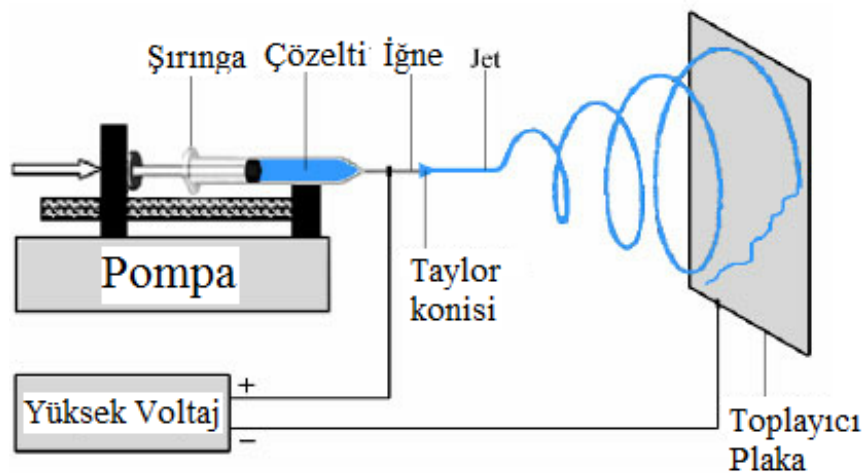 Şırınga
Çözelti
İğne
Jet
Pompa
Taylor
konisi
+
Yüksek Voltaj
−
Toplayıcı
Plaka